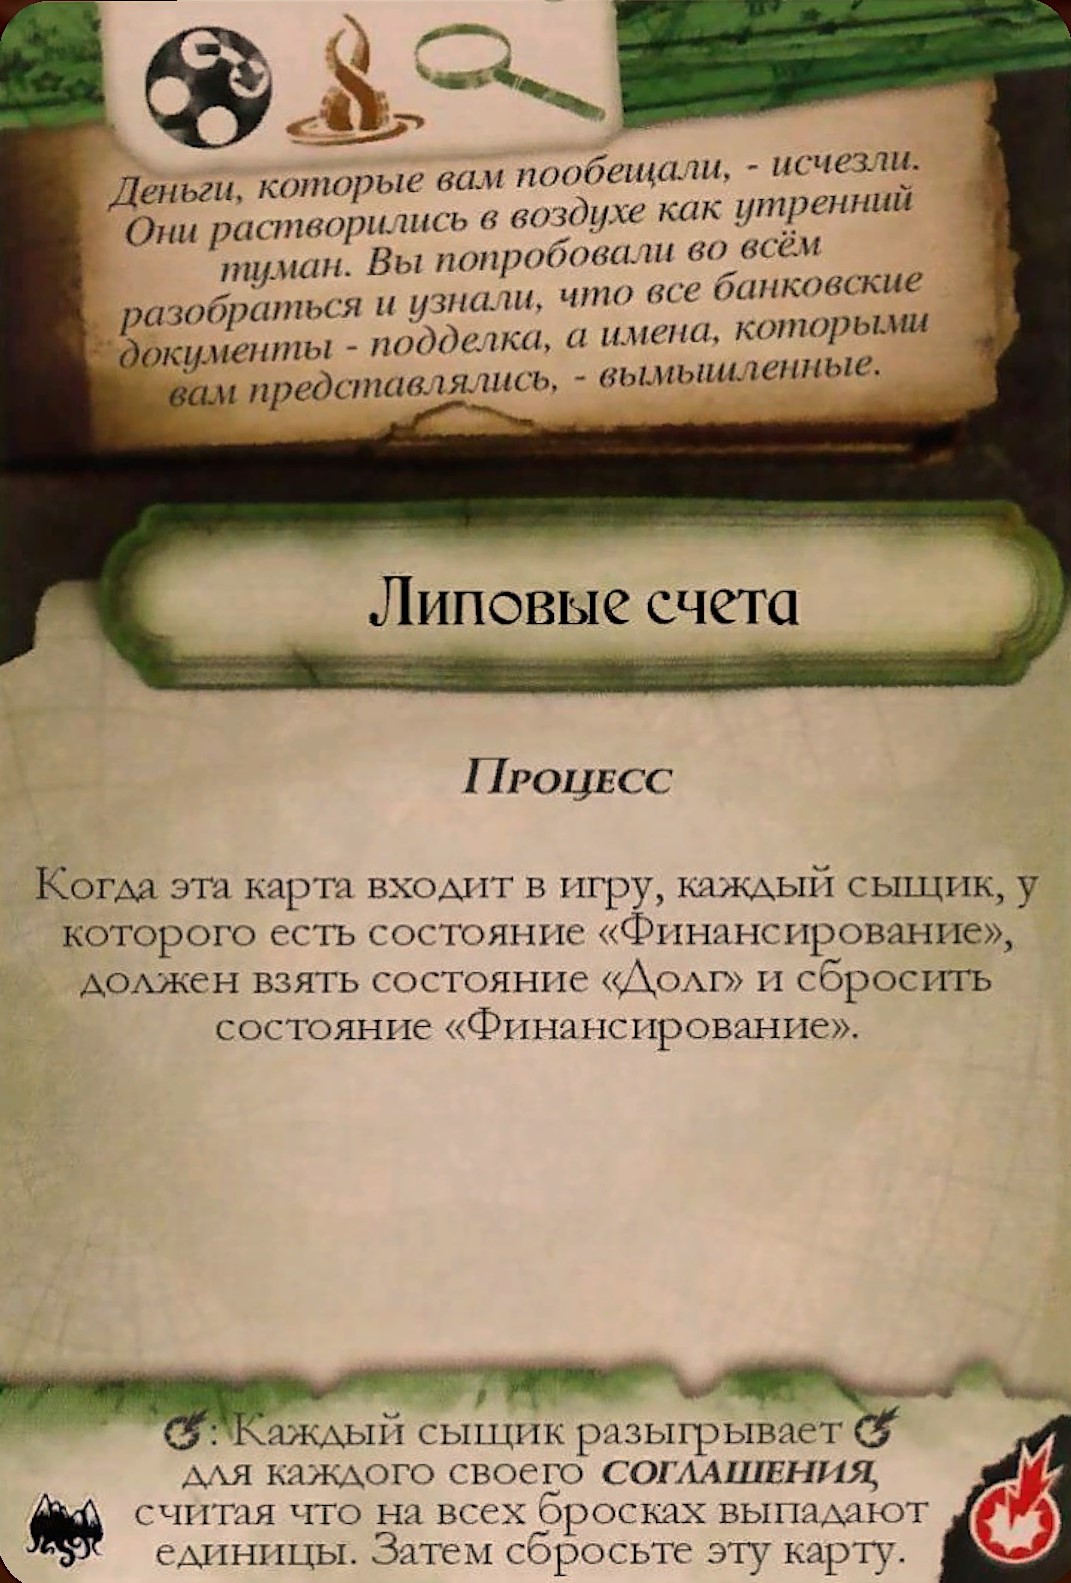 Деньги, которые вам пообещали, - исчезли.
Они растворились в воздухе как утренний
туман. Вы попробовали во всём
разобраться и узнали, что все банковские
документы - подделка, а имена, которыми
вам представлялись, - вымышленные.
Липовые счета
Процесс
Когда эта карта входит в игру, каждый сыщик, у
которого есть состояние «Финансирование»,
должен взять состояние «Долг» и сбросить
состояние «Финансирование».
: Каждый сыщик разыгрывает
для каждого своего СОГЛАШЕНИЯ,
считая что на всех бросках выпадают
единицы. Затем сбросьте эту карту.